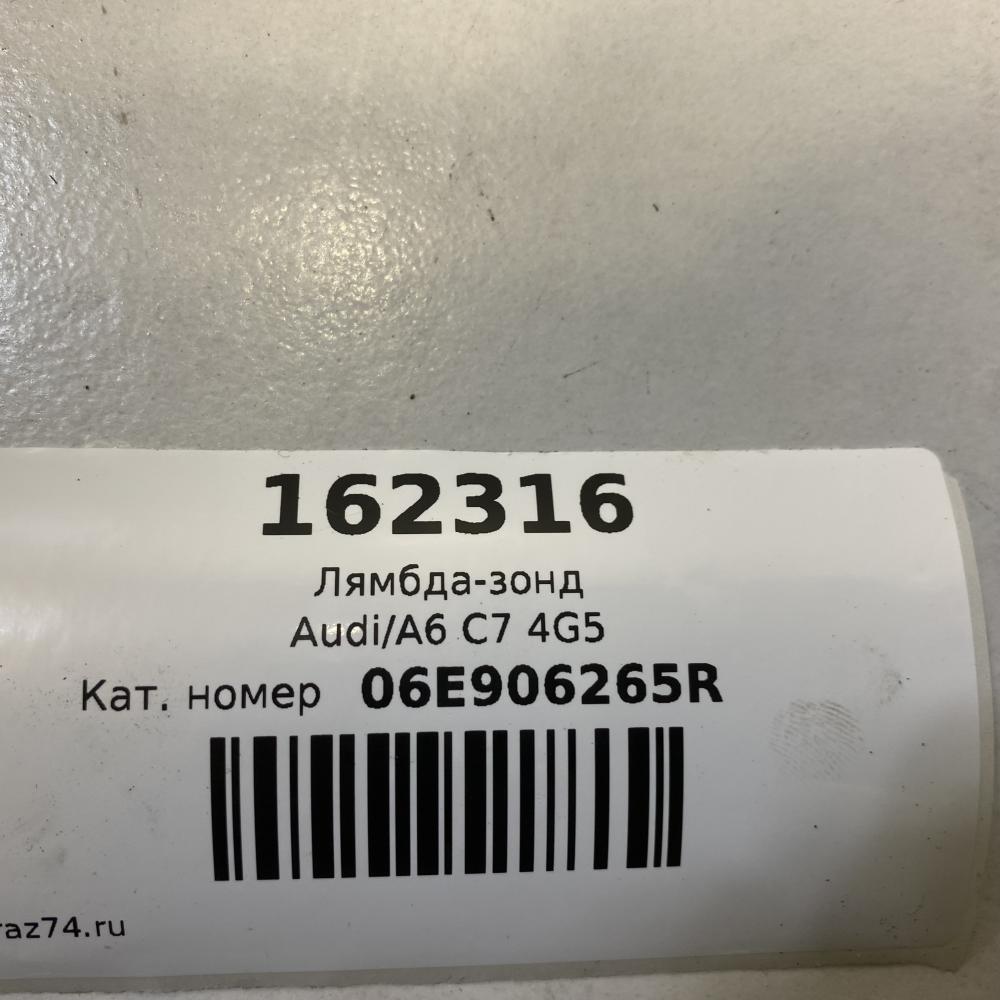 162316
Лямбда-зонд
Audi/A6 C7 4G5
Кат. номер 06E906265R
raz74.ru